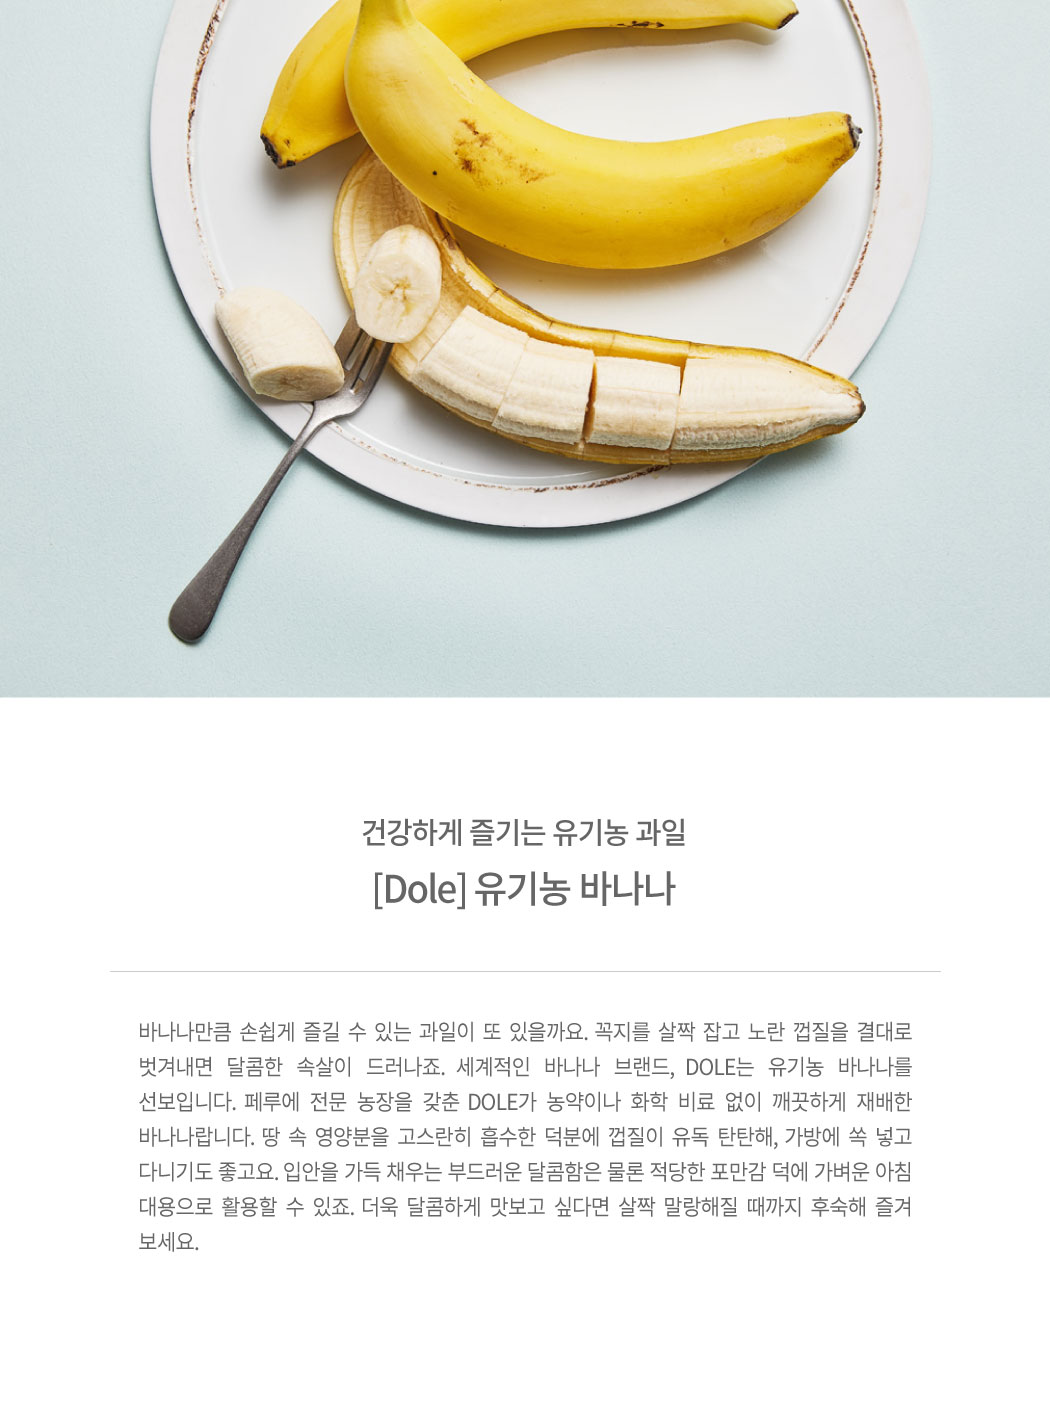 건강하게 즐기는 유기농 과일
[Dole] 유기농 바나나
바나나만큼 손쉽게 즐길 수 있는 과일이 또 있을까요. 꼭지를 살짝 잡고 노란 껍질을 결대로
벗겨내면 달콤한 속살이 드러나죠. 세계적인 바나나 브랜드, DOLE는 유기농 바나나를
선보입니다. 페루에 전문 농장을 갖춘 DOLE가 농약이나 화학 비료 없이 깨끗하게 재배한
바나나랍니다. 땅 속 영양분을 고스란히 흡수한 덕분에 껍질이 유독 탄탄해, 가방에 쏙 넣고
다니기도 좋고요. 입안을 가득 채우는 부드러운 달콤함은 물론 적당한 포만감 덕에 가벼운 아침
대용으로 활용할 수 있죠. 더욱 달콤하게 맛보고 싶다면 살짝 말랑해질 때까지 후숙해 즐겨
보세요.